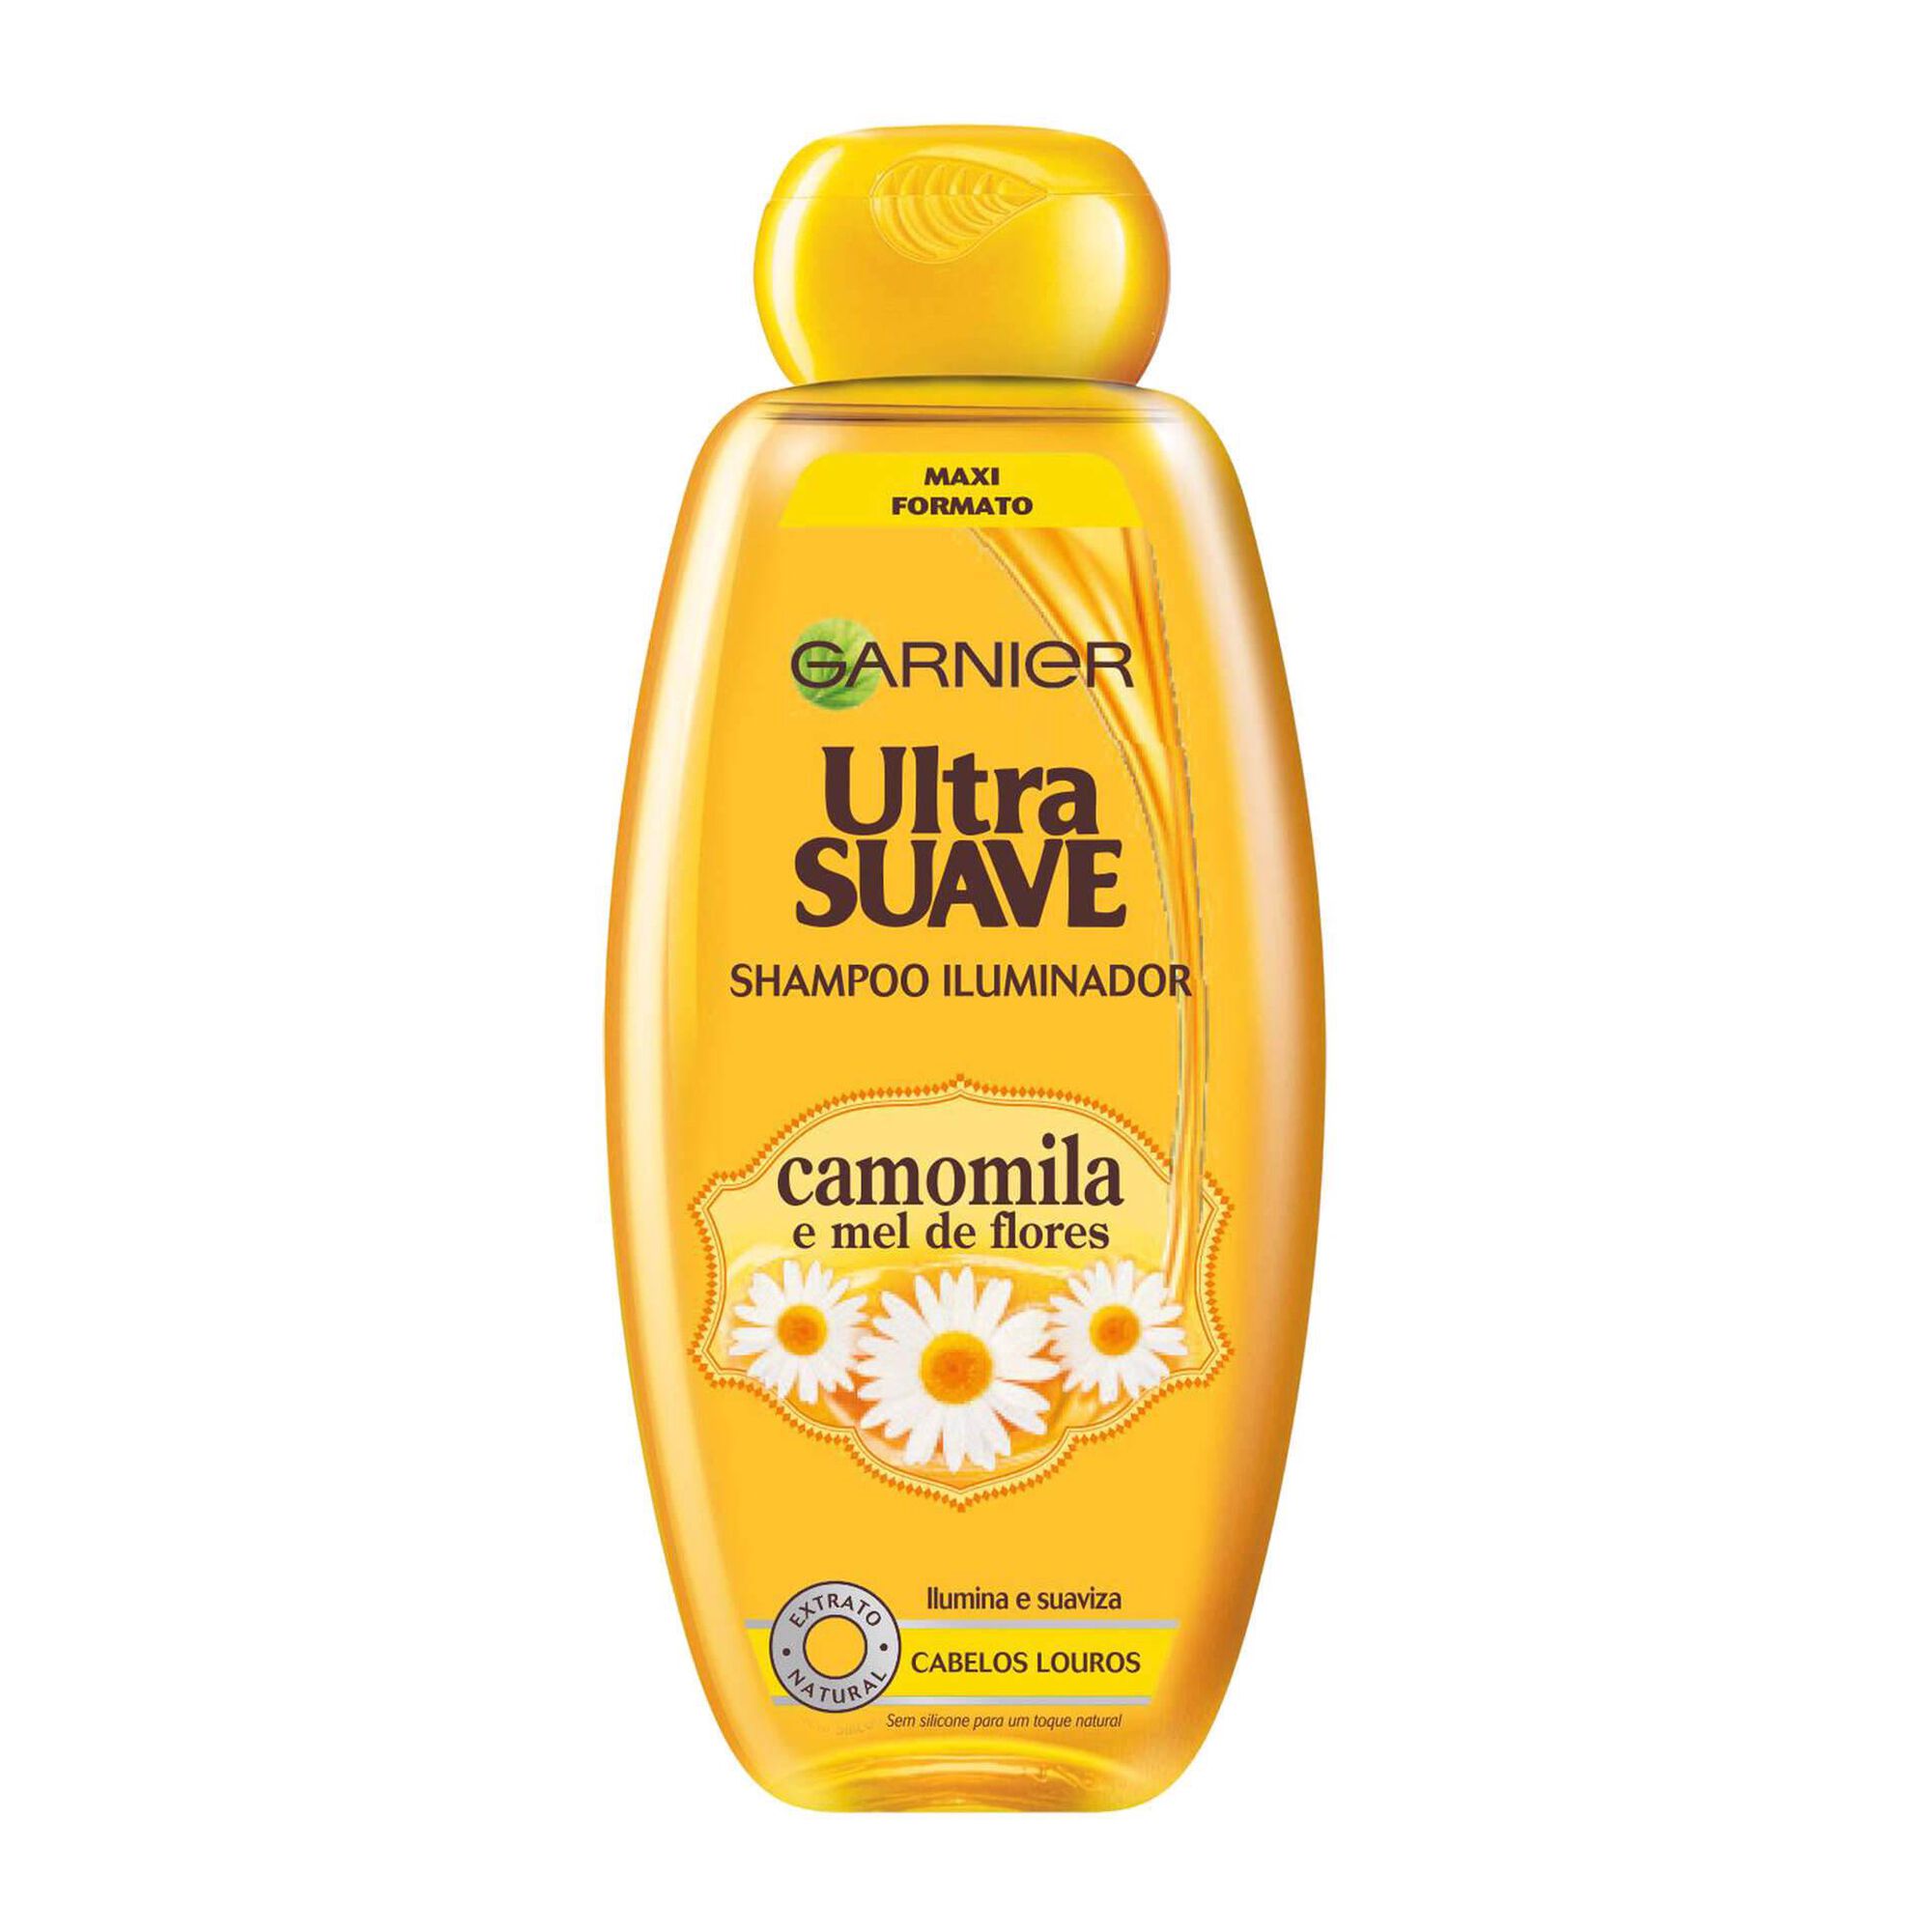 MAXI
FORMATO
GARNIER
Ultra
SUAVE
SHAMPOO ILUMINADOR
camomila
e mel de flores
EXTRATO
NATURAL
Ilumina e suaviza
CABELOS LOUROS
Sem silicone para um toque natural